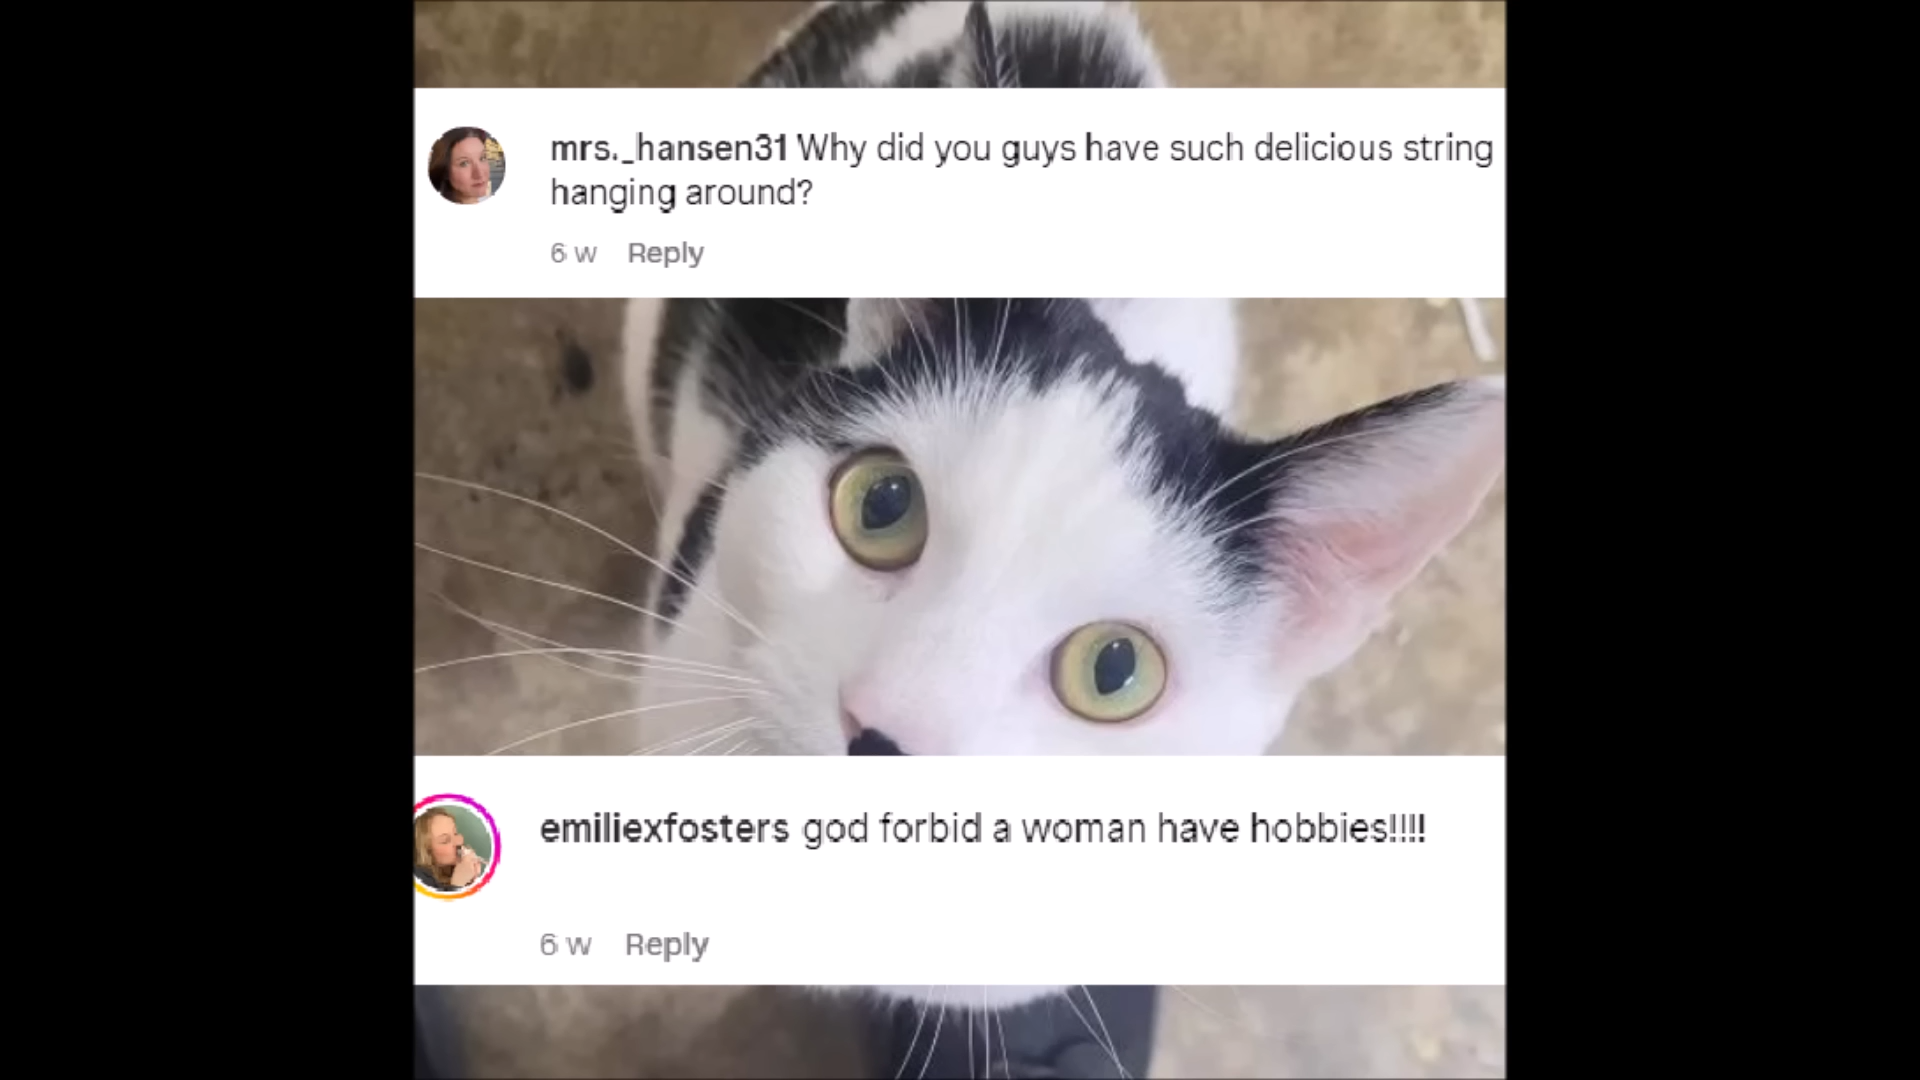 mrs._hansen31 Why did you guys have such delicious string
hanging around?
6 w Reply
emiliexfosters god forbid a woman have hobbies!!!!
6 w Reply